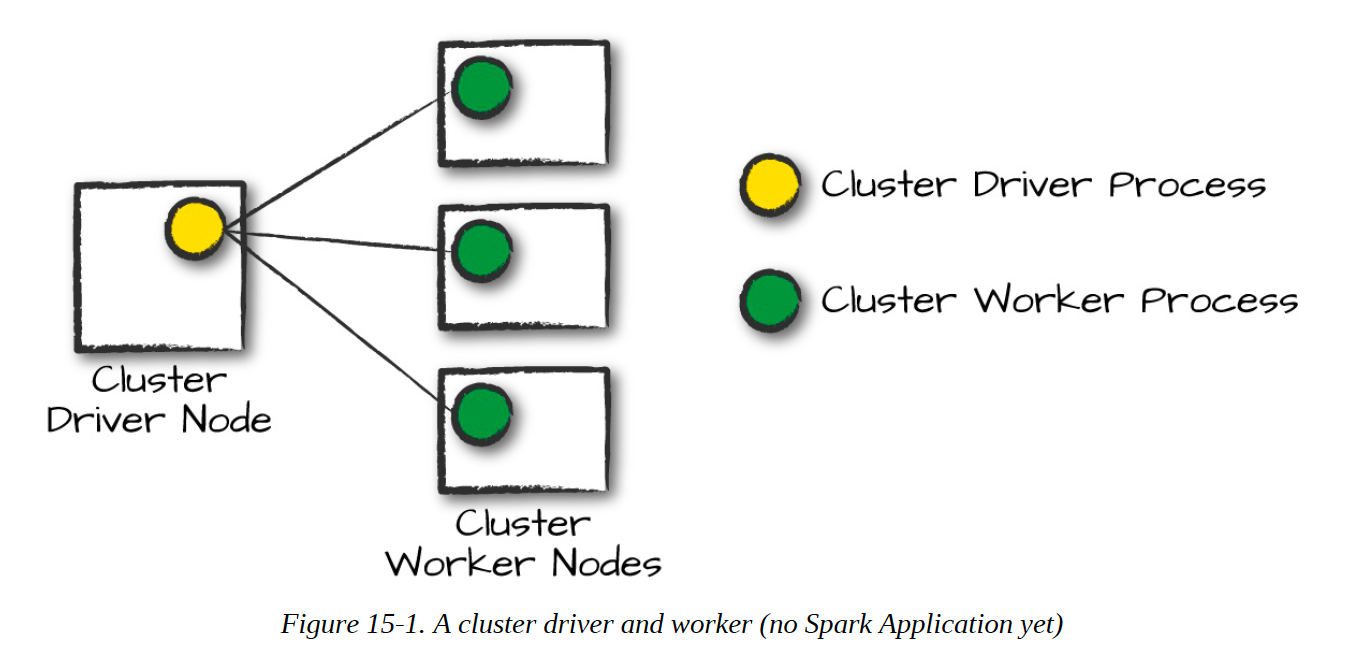 Cluster
Driver Node
Cluster
Worker Nodes
Cluster Driver Process
Cluster Worker Process
Figure 15-1. A cluster driver and worker (no Spark Application yet)